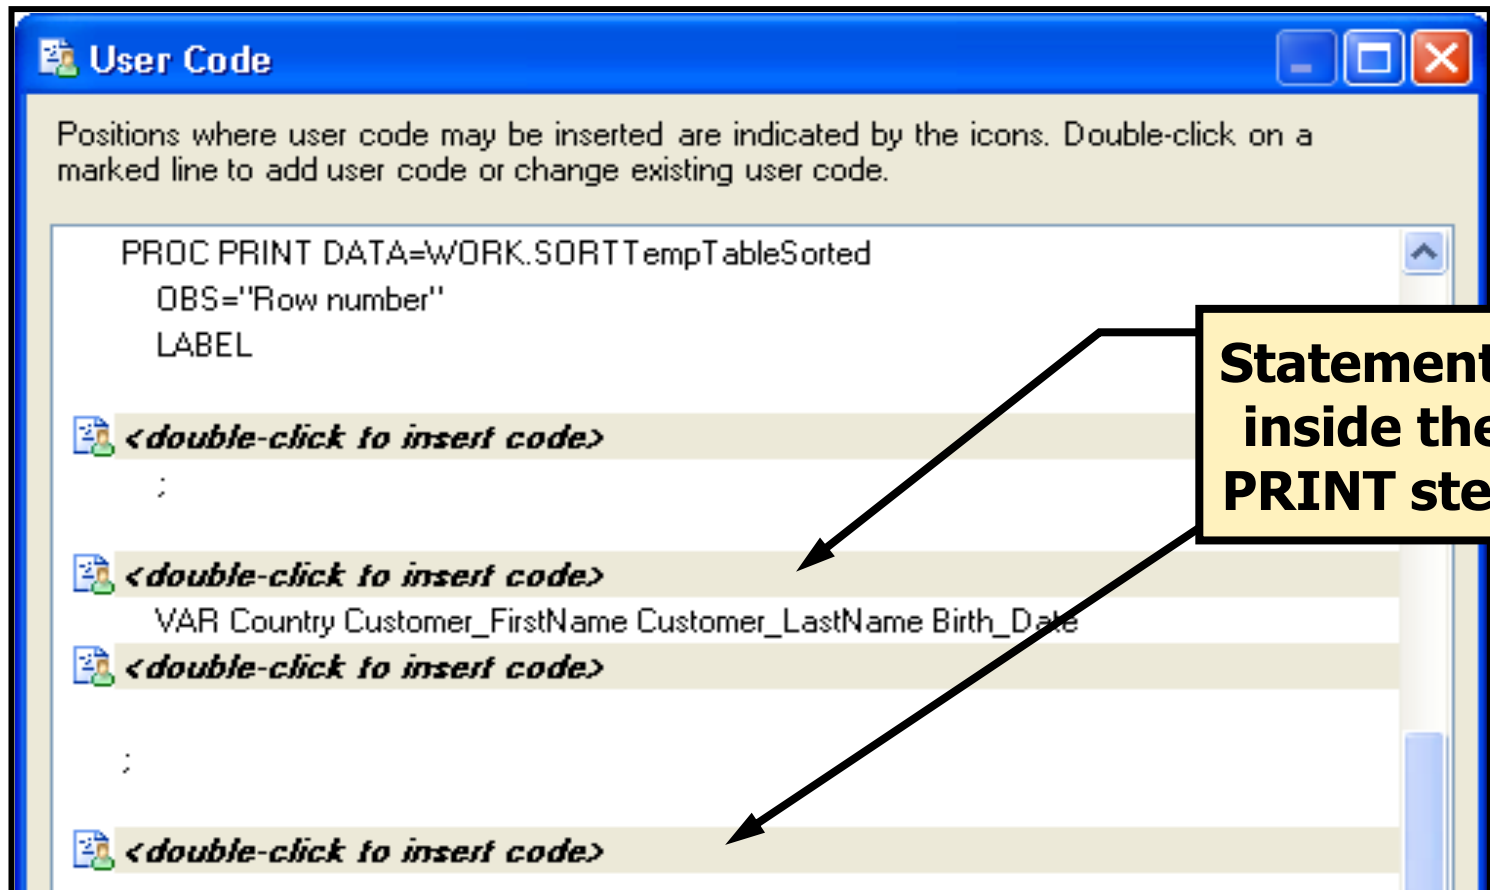 User Code
Positions where user code may be inserted are indicated by the icons. Double-click on a
marked line to add user code or change existing user code.
PROC PRINT DATA=WORK.SORTTempTableSorted
OBS="Row number"
LABEL
<double-click to insert code>
;
<double-click to insert code>
VAR Country Customer_FirstName Customer_LastName Birth_Date
<double-click to insert code>
;
<double-click to insert code>
Statement
inside the
PRINT ste